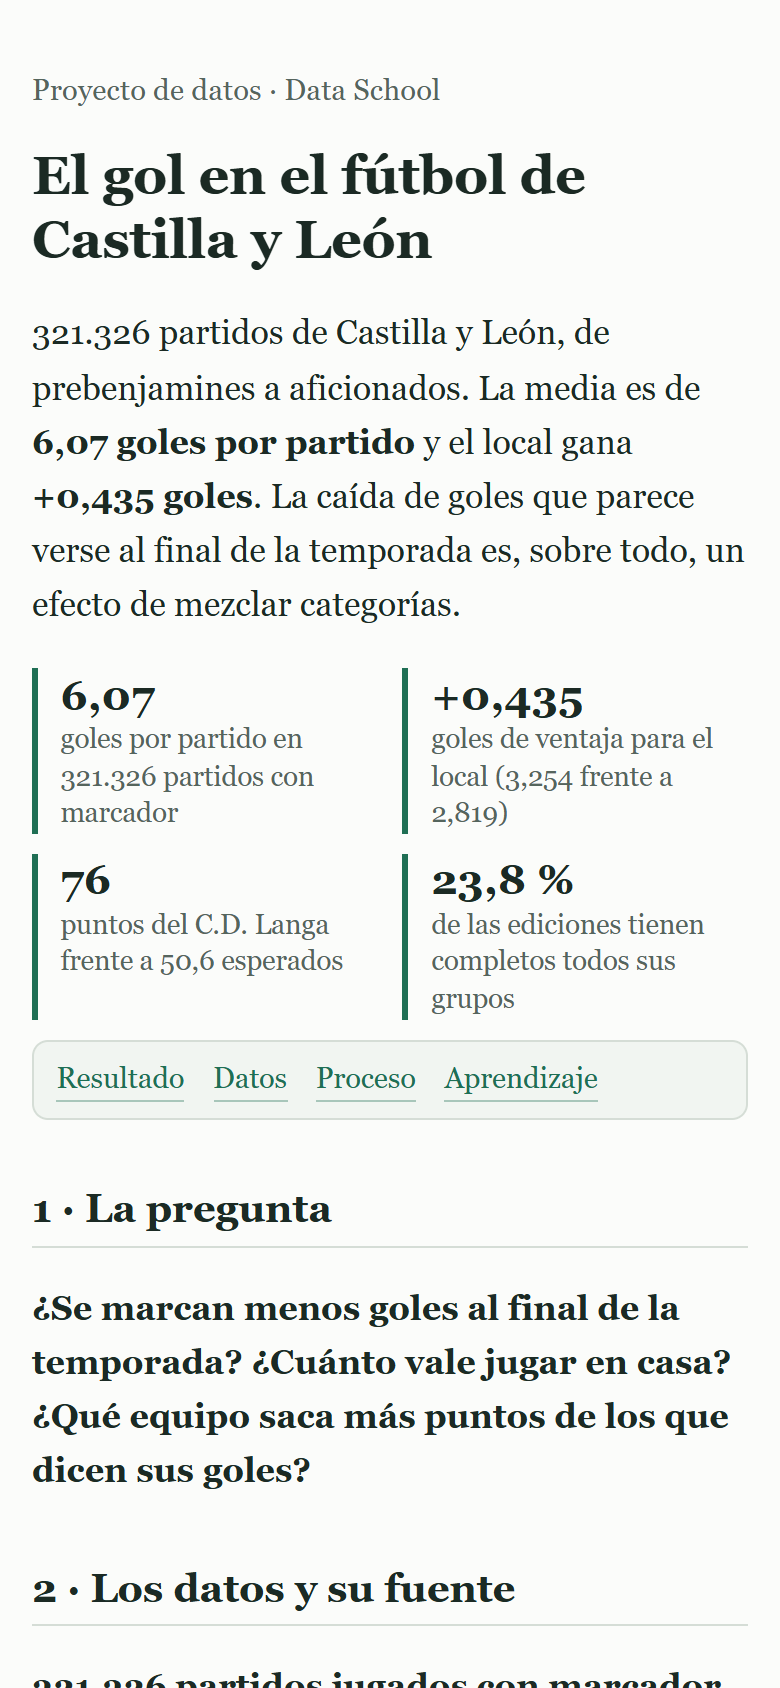 Proyecto de datos · Data School
El gol en el fútbol de
Castilla y León
321.326 partidos de Castilla y León, de
prebenjamines a aficionados. La media es de
6,07 goles por partido y el local gana
+0,435 goles. La caída de goles que parece
verse al final de la temporada es, sobre todo, un
efecto de mezclar categorías.
6,07
goles por partido en
321.326 partidos con
marcador
+0,435
goles de ventaja para el
local (3,254 frente a
2,819)
76
puntos del C.D. Langa
frente a 50,6 esperados
23,8 %
de las ediciones tienen
completos todos sus
grupos
Resultado Datos Proceso Aprendizaje
1 · La pregunta
¿Se marcan menos goles al final de la
temporada? ¿Cuánto vale jugar en casa?
¿Qué equipo saca más puntos de los que
dicen sus goles?
2 · Los datos y su fuente
321.326 partidos jugados con marcador